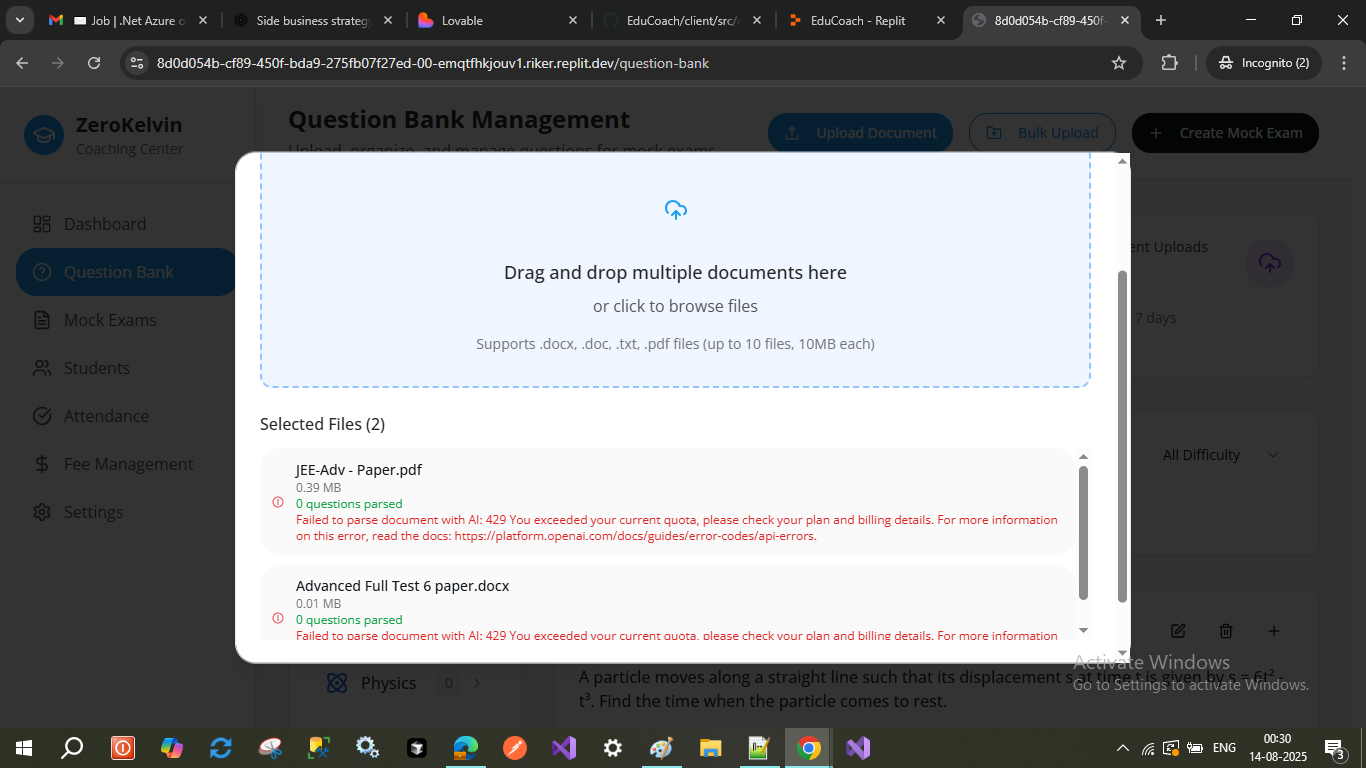 Job | .Net Azure o
Side business strategy
Lovable
EduCoach/client/src/
EduCoach - Replit
8d0d054b-cf89-450f-
8d0d054b-cf89-450f-bda9-275fb07f27ed-00-emqtfhkjouv1.riker.replit.dev/question-bank
Incognito (2)
ZeroKelvin
Coaching Center
Question Bank Management
Upload, organize, and manage questions for mock exams
Upload Document
Bulk Upload
Create Mock Exam
Dashboard
Question Bank
Mock Exams
Students
Attendance
Fee Management
Settings
Drag and drop multiple documents here
or click to browse files
Supports .docx, .doc, .txt, .pdf files (up to 10 files, 10MB each)
Selected Files (2)
JEE-Adv - Paper.pdf
0.39 MB
0 questions parsed
Failed to parse document with AI: 429 You exceeded your current quota, please check your plan and billing details. For more information
on this error, read the docs: https://platform.openai.com/docs/guides/error-codes/api-errors.
Advanced Full Test 6 paper.docx
0.01 MB
0 questions parsed
Failed to parse document with AI: 429 You exceeded your current quota, please check your plan and billing details. For more information
ent Uploads
7 days
All Difficulty
Physics
0
A particle moves along a straight line such that its displacement s at time t is given by s = 6t² -
t³. Find the time when the particle comes to rest.
Activate Windows
Go to Settings to activate Windows.
ENG
00:30
14-08-2025
3